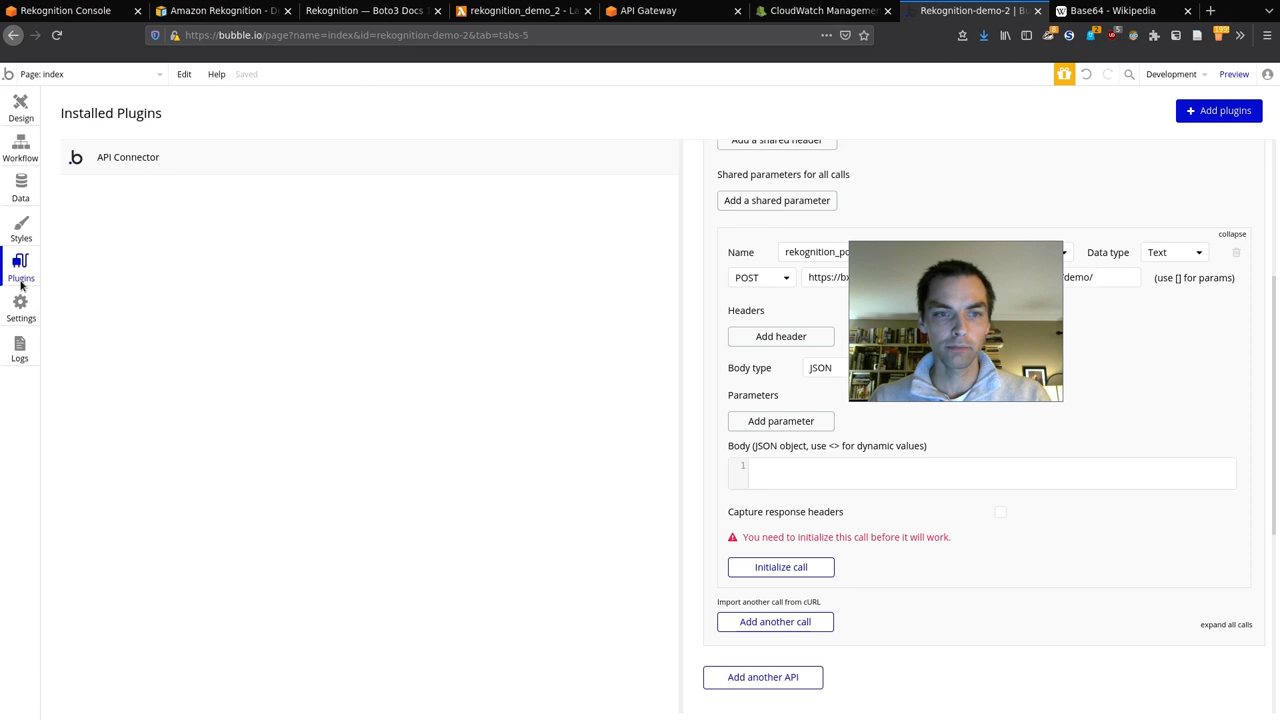 Rekognition Console
Amazon Rekognition - D
Rekognition — Boto3 Docs 1
rekognition_demo_2 - La
API Gateway
CloudWatch Managemen
Rekognition-demo-2 | Bu
Base64 - Wikipedia
https://bubble.io/page?name=index&id=rekognition-demo-2&tab=tabs-5
Page: index
Edit
Help
Saved
Development
Preview
Design
Workflow
Data
Styles
Plugins
Settings
Logs
Installed Plugins
+ Add plugins
API Connector
Add a shared header
Shared parameters for all calls
Add a shared parameter
collapse
Name
rekognition_po
Data type
Text
POST
https://bx
demo/
(use [] for params)
Headers
Add header
Body type
JSON
Parameters
Add parameter
Body (JSON object, use <> for dynamic values)
1
Capture response headers
You need to initialize this call before it will work.
Initialize call
Import another call from cURL
Add another call
expand all calls
Add another API